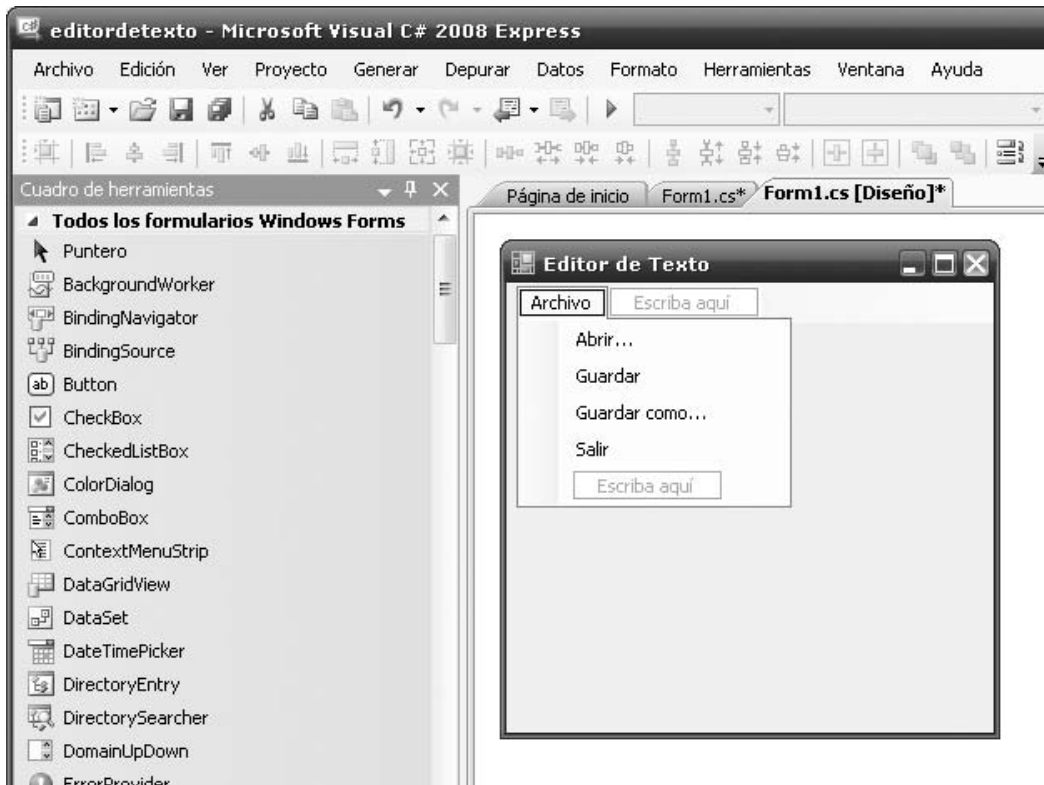 editordetexto - Microsoft Visual C# 2008 Express
Archivo Edición Ver Proyecto Generar Depurar Datos Formato Herramientas Ventana Ayuda
Cuadro de herramientas
Página de inicio Form1.cs* Form1.cs [Diseño]*
Todos los formularios Windows Forms
Puntero
BackgroundWorker
BindingNavigator
BindingSource
ab Button
CheckBox
CheckedListBox
ColorDialog
ComboBox
ContextMenuStrip
DataGridView
DataSet
DateTimePicker
DirectoryEntry
DirectorySearcher
DomainUpDown
ErrorProvider
Editor de Texto
Archivo Escriba aquí
Abrir...
Guardar
Guardar como...
Salir
Escriba aquí